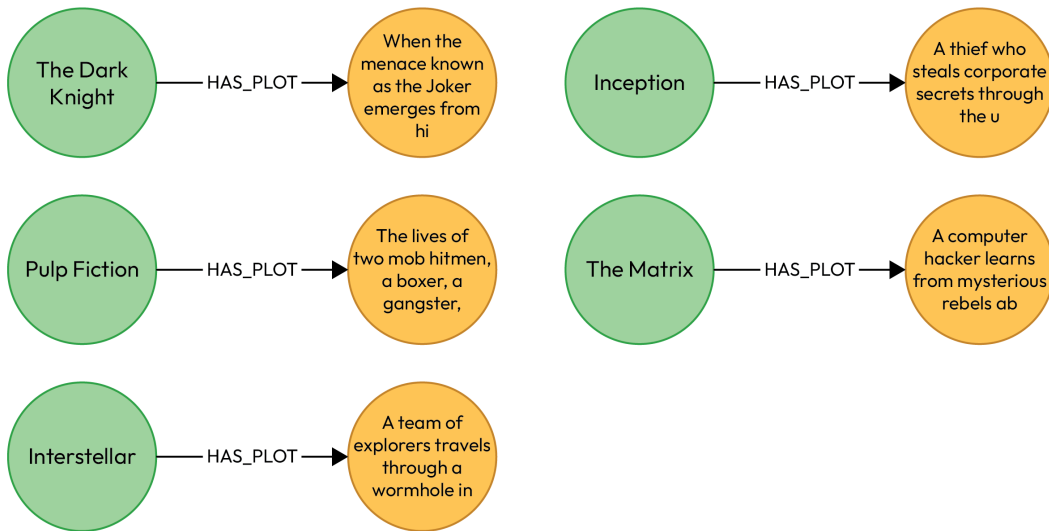 The Dark
Knight
HAS_PLOT
When the
menace known
as the Joker
emerges from
hi
Inception
HAS_PLOT
A thief who
steals corporate
secrets through
the u
Pulp Fiction
HAS_PLOT
The lives of
two mob hitmen,
a boxer, a
gangster,
The Matrix
HAS_PLOT
A computer
hacker learns
from mysterious
rebels ab
Interstellar
HAS_PLOT
A team of
explorers travels
through a
wormhole in